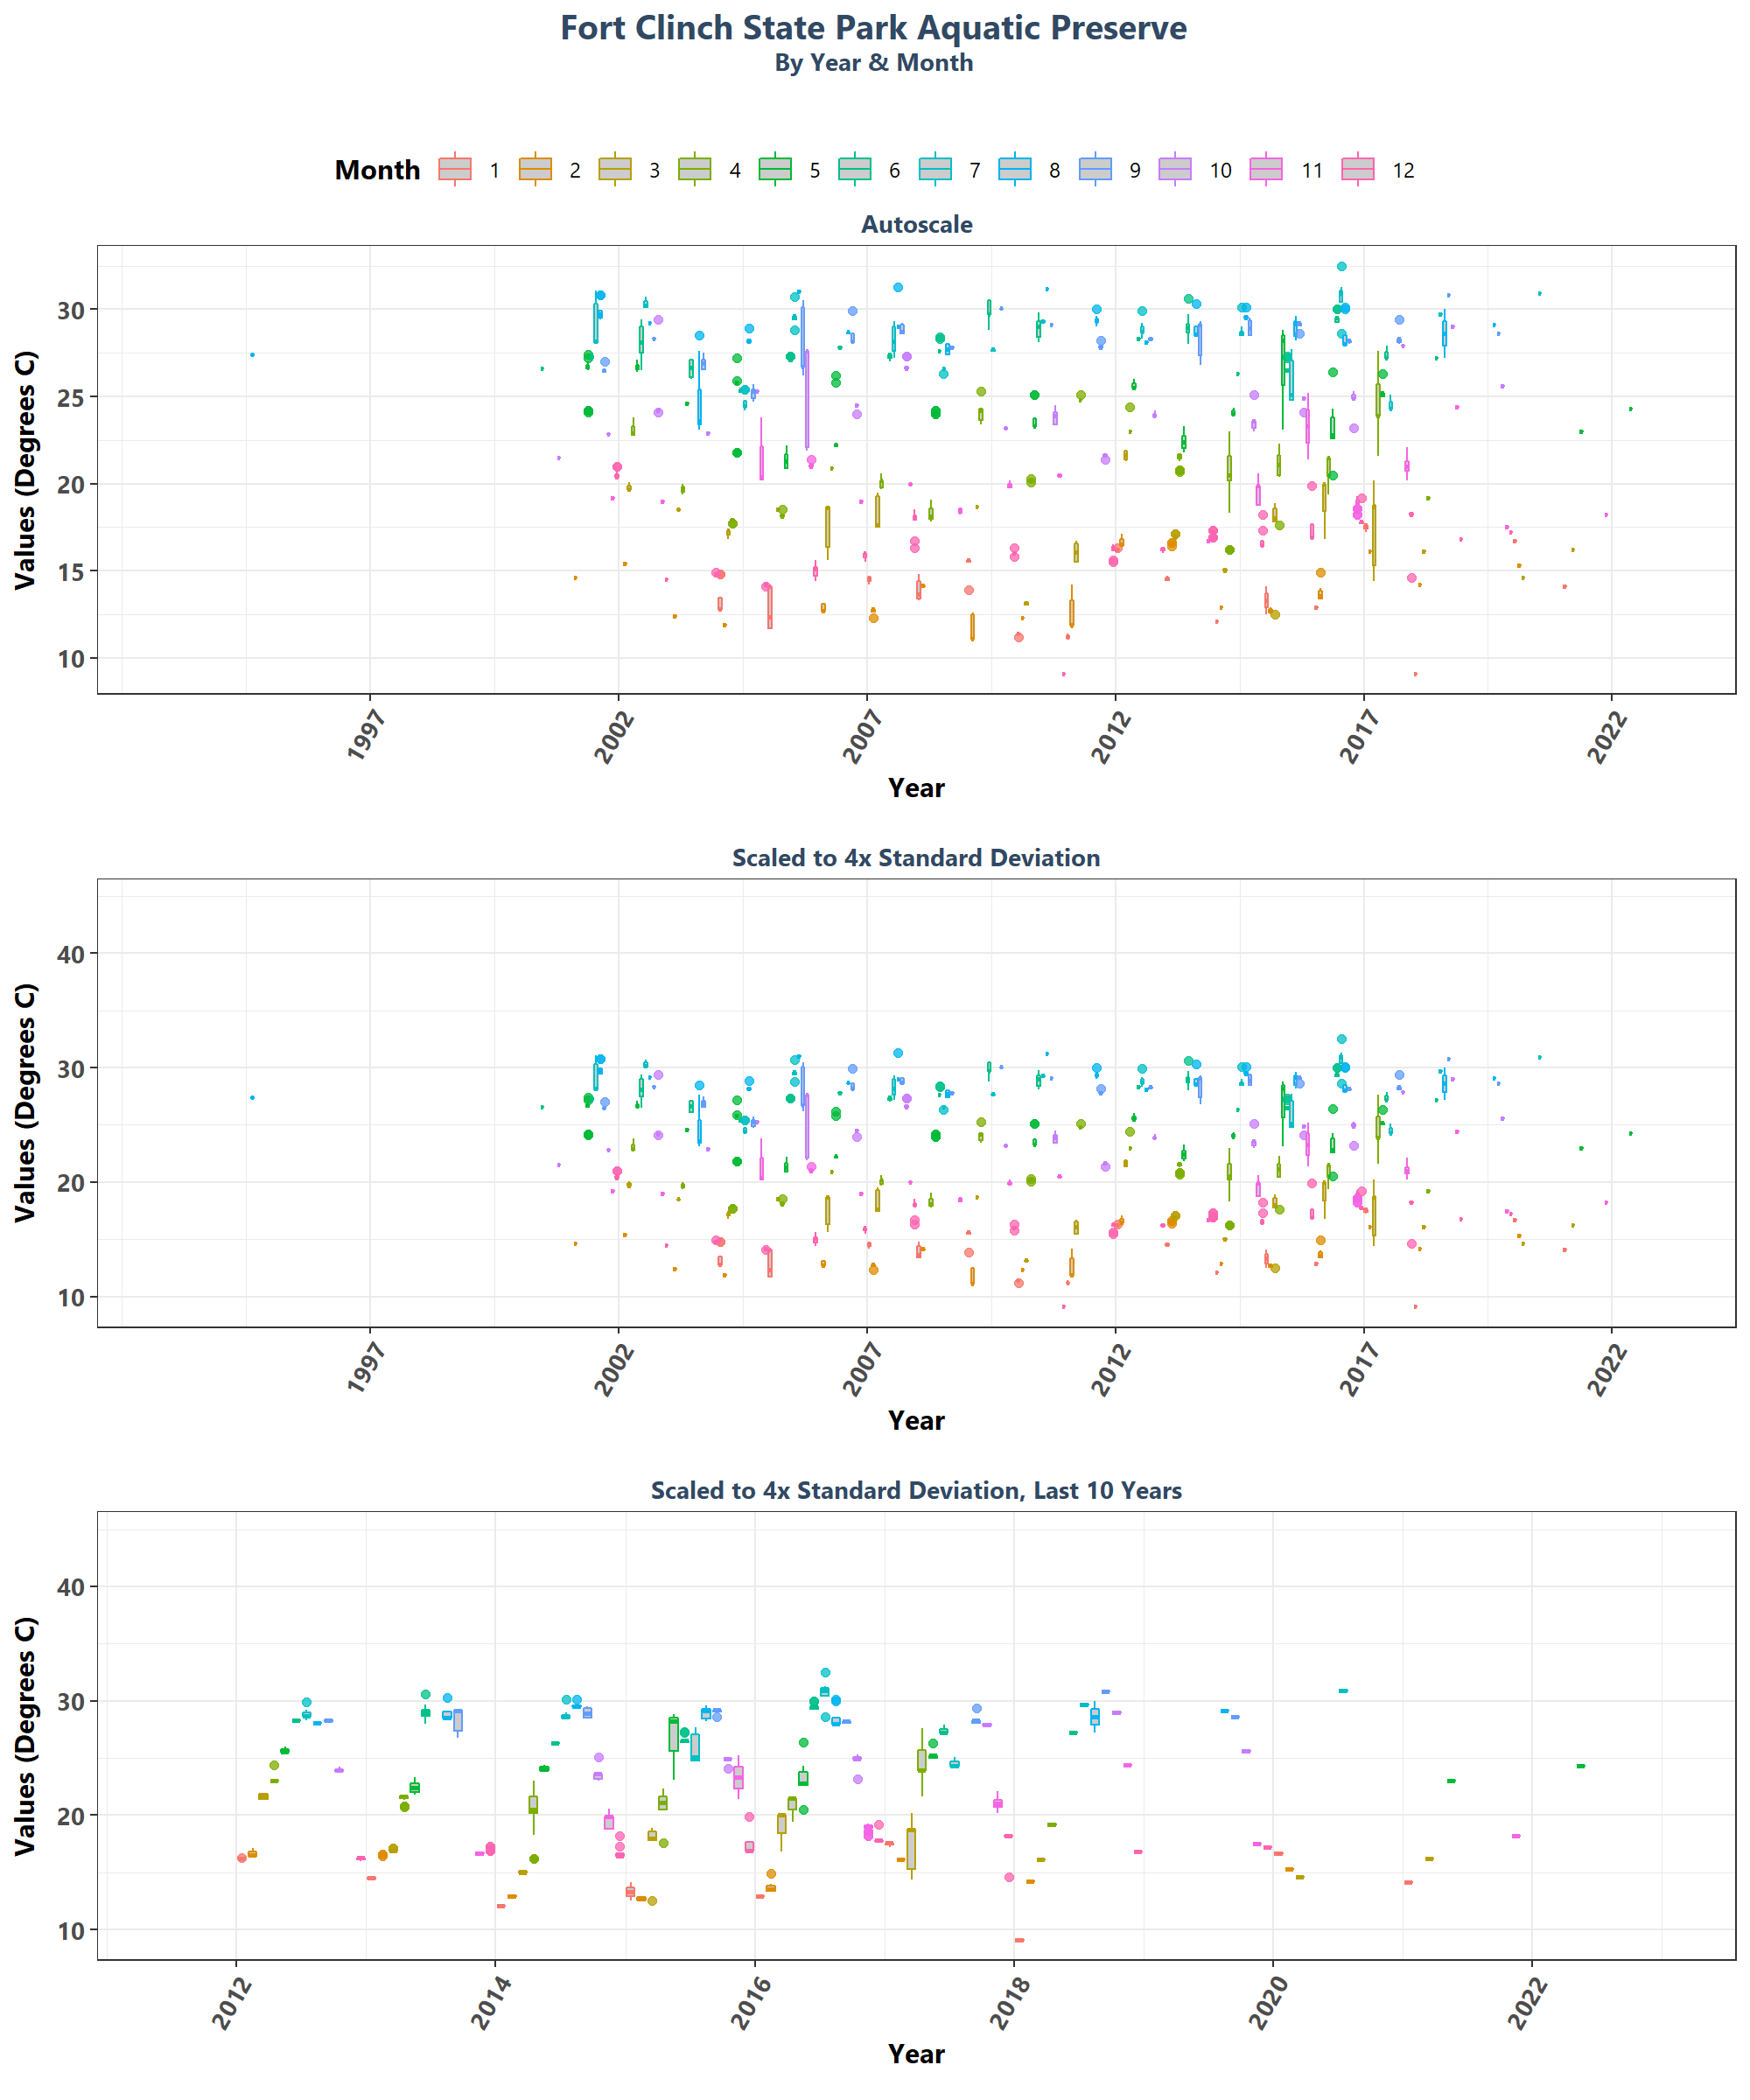 Fort Clinch State Park Aquatic Preserve
By Year & Month
Month 1 2 3 4 5 6 7 8 9 10 11 12
Autoscale
Values (Degrees C)
30
25
20
15
10
1997 2002 2007 2012 2017 2022
Year
Scaled to 4x Standard Deviation
Values (Degrees C)
40
30
20
10
1997 2002 2007 2012 2017 2022
Year
Scaled to 4x Standard Deviation, Last 10 Years
Values (Degrees C)
40
30
20
10
2012 2014 2016 2018 2020 2022
Year